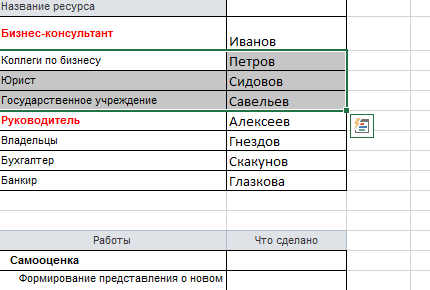 Название ресурса
Бизнес-консультант Иванов
Коллеги по бизнесу Петров
Юрист Сидовов
Государственное учреждение Савельев
Руководитель Алексеев
Владельцы Гнездов
Бухгалтер Скакунов
Банкир Глазкова
Работы Что сделано
Самооценка
Формирование представления о новом